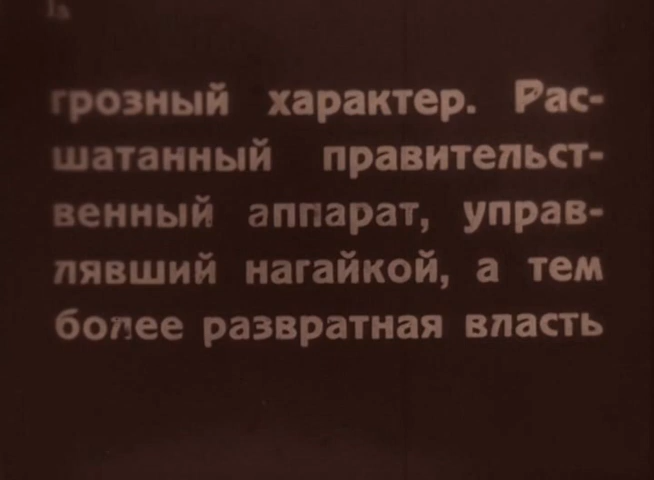 грозный характер. Рас-
шатанный правительст-
венный аппарат, управ-
лявший нагайкой, а тем
более развратная власть